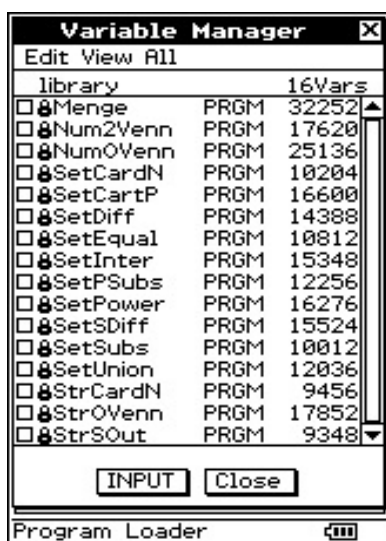 Variable Manager
Edit View All
library 16Vars
Menge PRGM 32252
Num2Venn PRGM 17620
NumOVenn PRGM 25136
SetCardN PRGM 10204
SetCartP PRGM 16600
SetDiff PRGM 14388
SetEqual PRGM 10812
SetInter PRGM 15348
SetPSubs PRGM 12256
SetPower PRGM 16276
SetSDiff PRGM 15524
SetSubs PRGM 10012
SetUnion PRGM 12036
StrCardN PRGM 9456
StrOVenn PRGM 17852
StrSOut PRGM 9348
INPUT Close
Program Loader